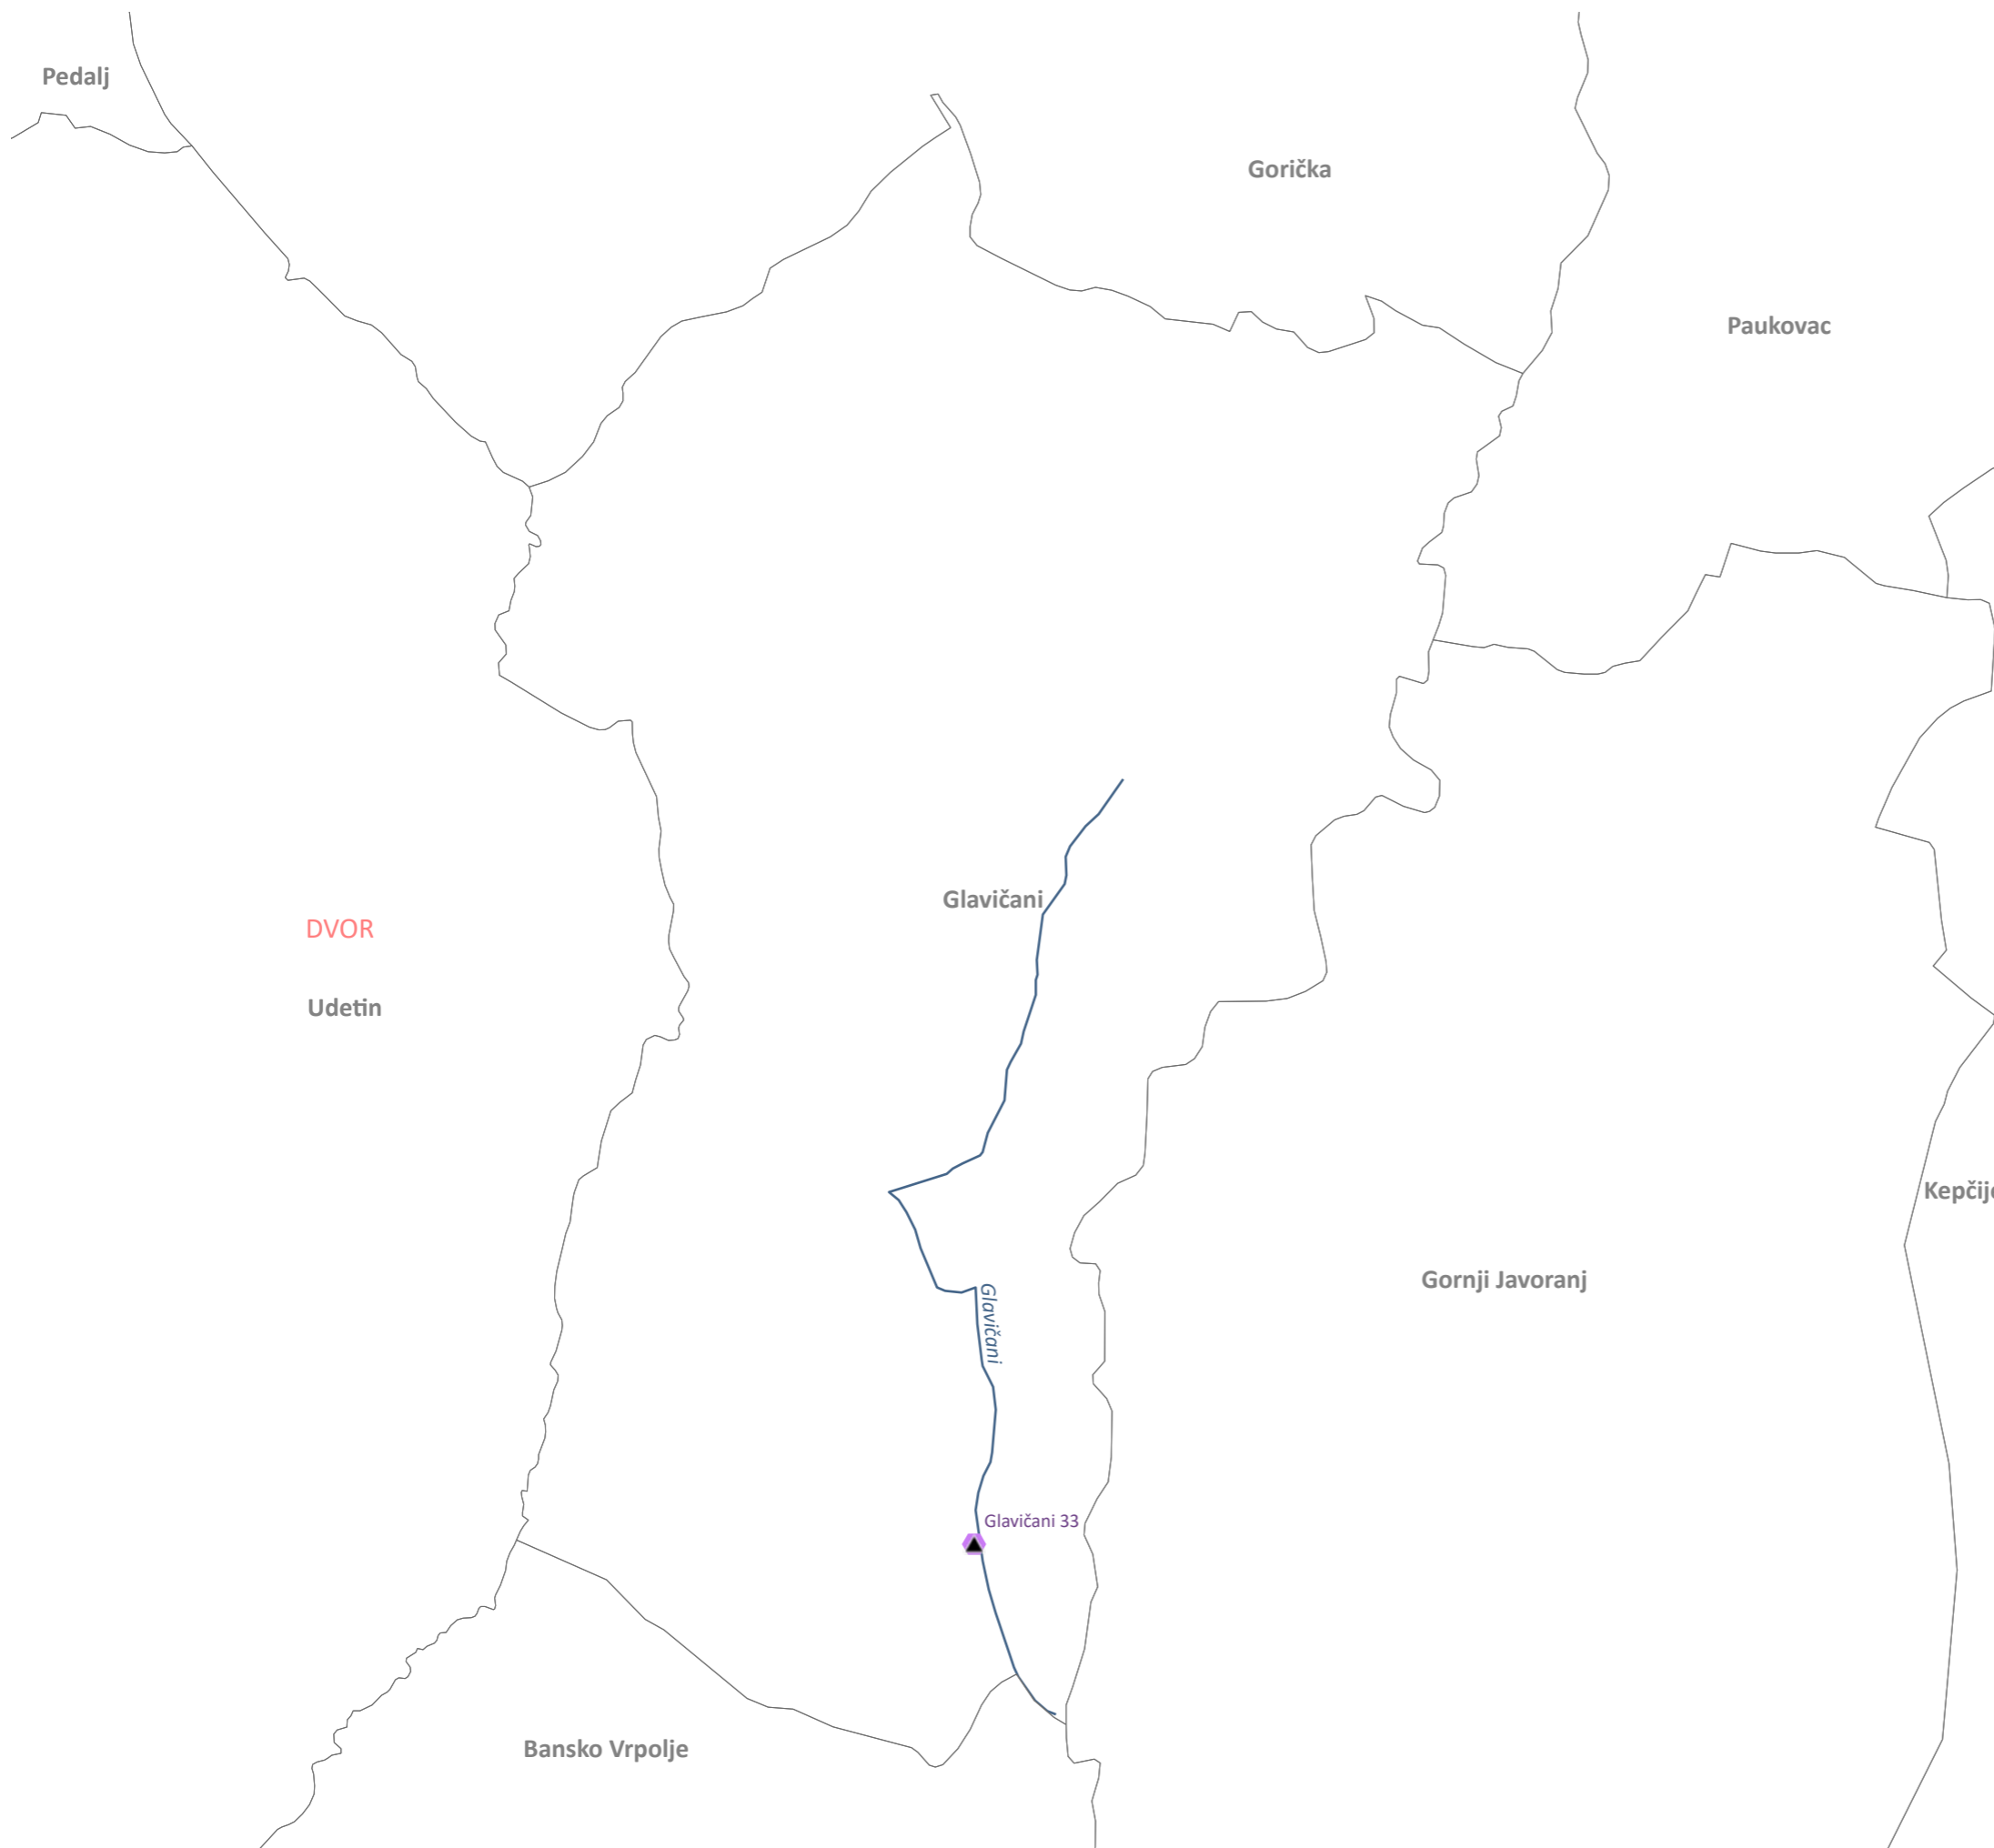 Pedalj
Gorička
Paukovac
Glavičani
DVOR
Udetin
Kepčije
Gornji Javoranj
Glavičani
Glavičani 33
Bansko Vrpolje